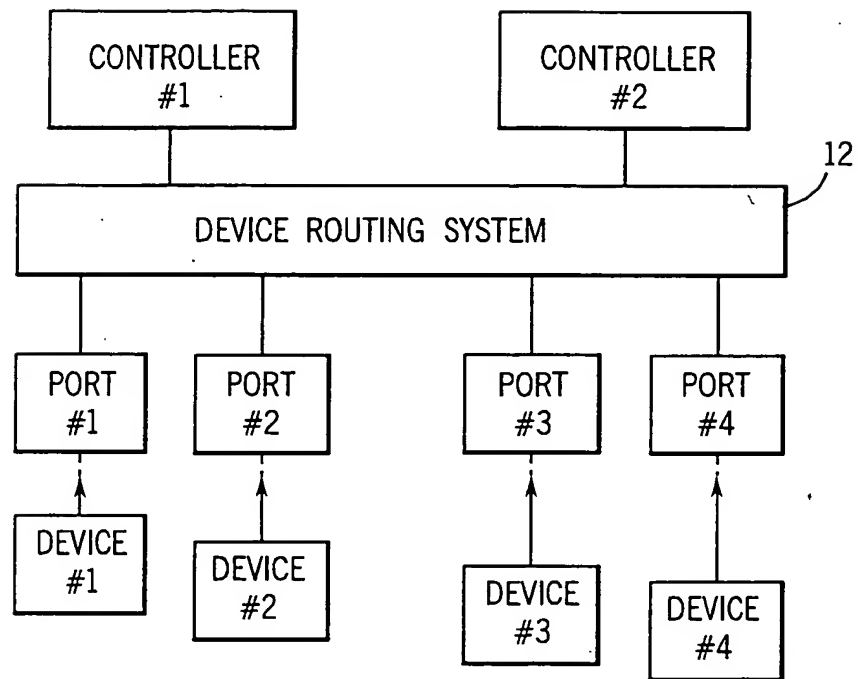 CONTROLLER
#1
CONTROLLER
#2
12
DEVICE ROUTING SYSTEM
PORT
#1
PORT
#2
PORT
#3
PORT
#4
DEVICE
#1
DEVICE
#2
DEVICE
#3
DEVICE
#4